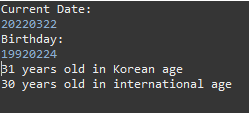 Current Date:
20220322
Birthday:
19920224
31 years old in Korean age
30 years old in international age